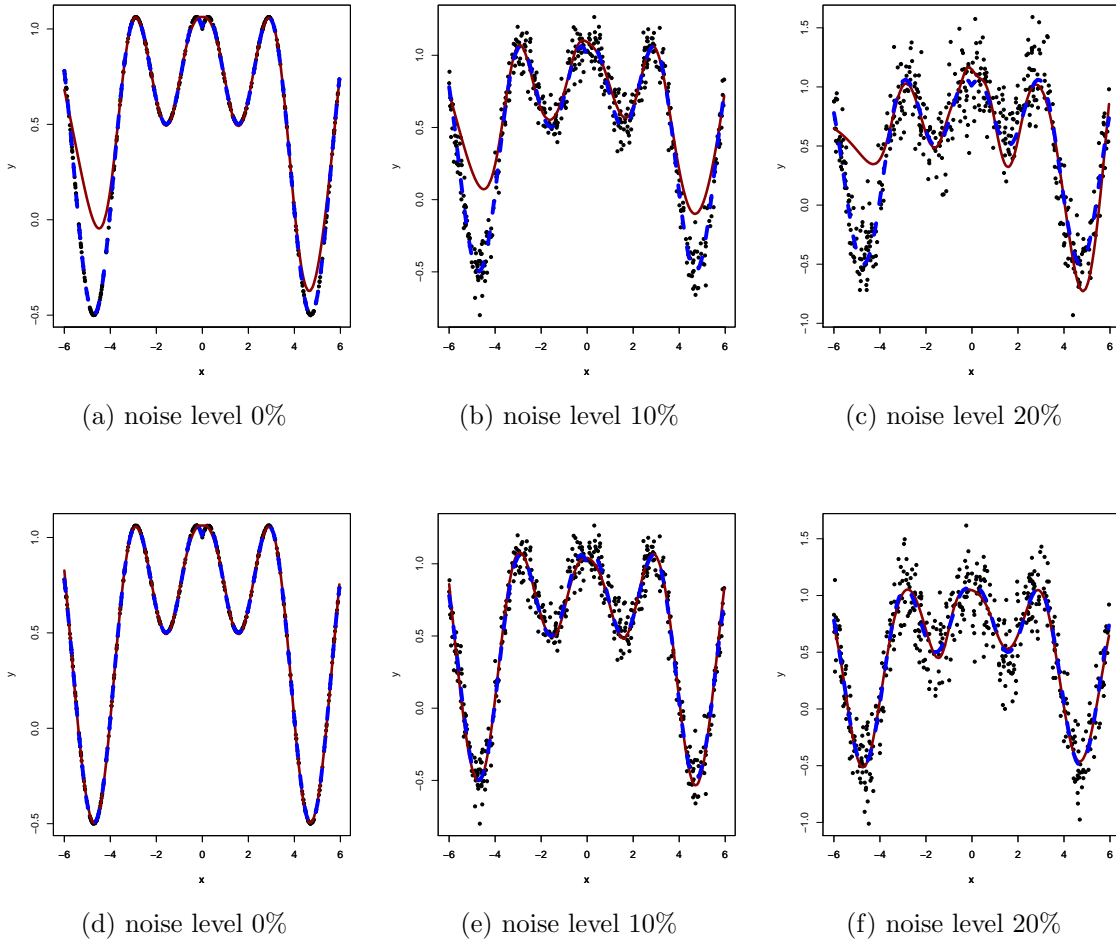 1.0
0.5
0.0
−0.5
y
−6 −4 −2 0 2 4 6
x
(a) noise level 0%
1.0
0.5
0.0
−0.5
y
−6 −4 −2 0 2 4 6
x
(b) noise level 10%
1.5
1.0
0.5
0.0
−0.5
−1.0
y
−6 −4 −2 0 2 4 6
x
(c) noise level 20%
1.0
0.5
0.0
−0.5
y
−6 −4 −2 0 2 4 6
x
(d) noise level 0%
1.0
0.5
0.0
−0.5
y
−6 −4 −2 0 2 4 6
x
(e) noise level 10%
1.5
1.0
0.5
0.0
−0.5
−1.0
y
−6 −4 −2 0 2 4 6
x
(f) noise level 20%